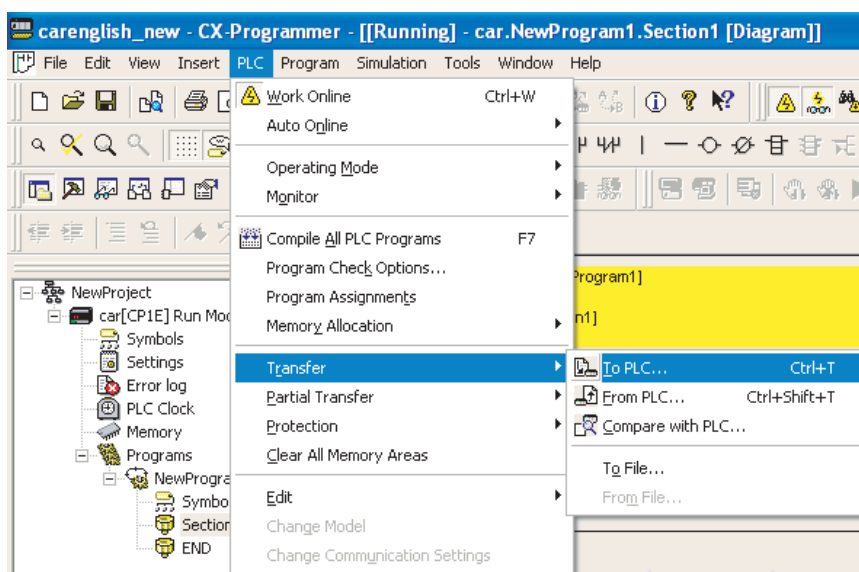 carenglish_new - CX-Programmer - [[Running] - car.NewProgram1.Section1 [Diagram]]
File Edit View Insert PLC Program Simulation Tools Window Help
Work Online Ctrl+W
Auto Online
Operating Mode
Monitor
Compile All PLC Programs F7
Program Check Options...
Program Assignments
Memory Allocation
Transfer
Partial Transfer
Protection
Clear All Memory Areas
Edit
Change Model
Change Communication Settings
To PLC... Ctrl+T
From PLC... Ctrl+Shift+T
Compare with PLC...
To File...
From File...
NewProject
car[CP1E] Run Mod
Symbols
Settings
Error log
PLC Clock
Memory
Programs
NewProgra
Symbo
Section
END
Program1]
n1]